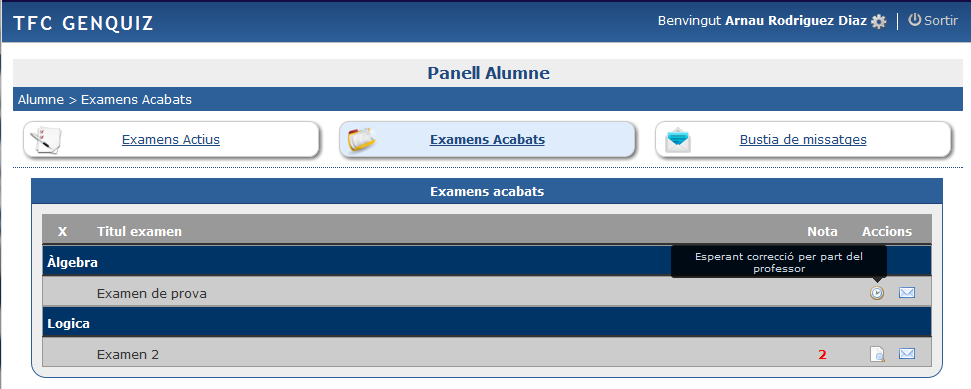 TFC GENQUIZ
Benvingut Arnau Rodriguez Diaz
Sortir
Panell Alumne
Alumne > Examens Acabats
Examens Actius
Examens Acabats
Bustia de missatges
Examens acabats
X Titul examen Nota Accions
Àlgebra
Esperant correcció per part del
professor
Examen de prova
Logica
Examen 2 2